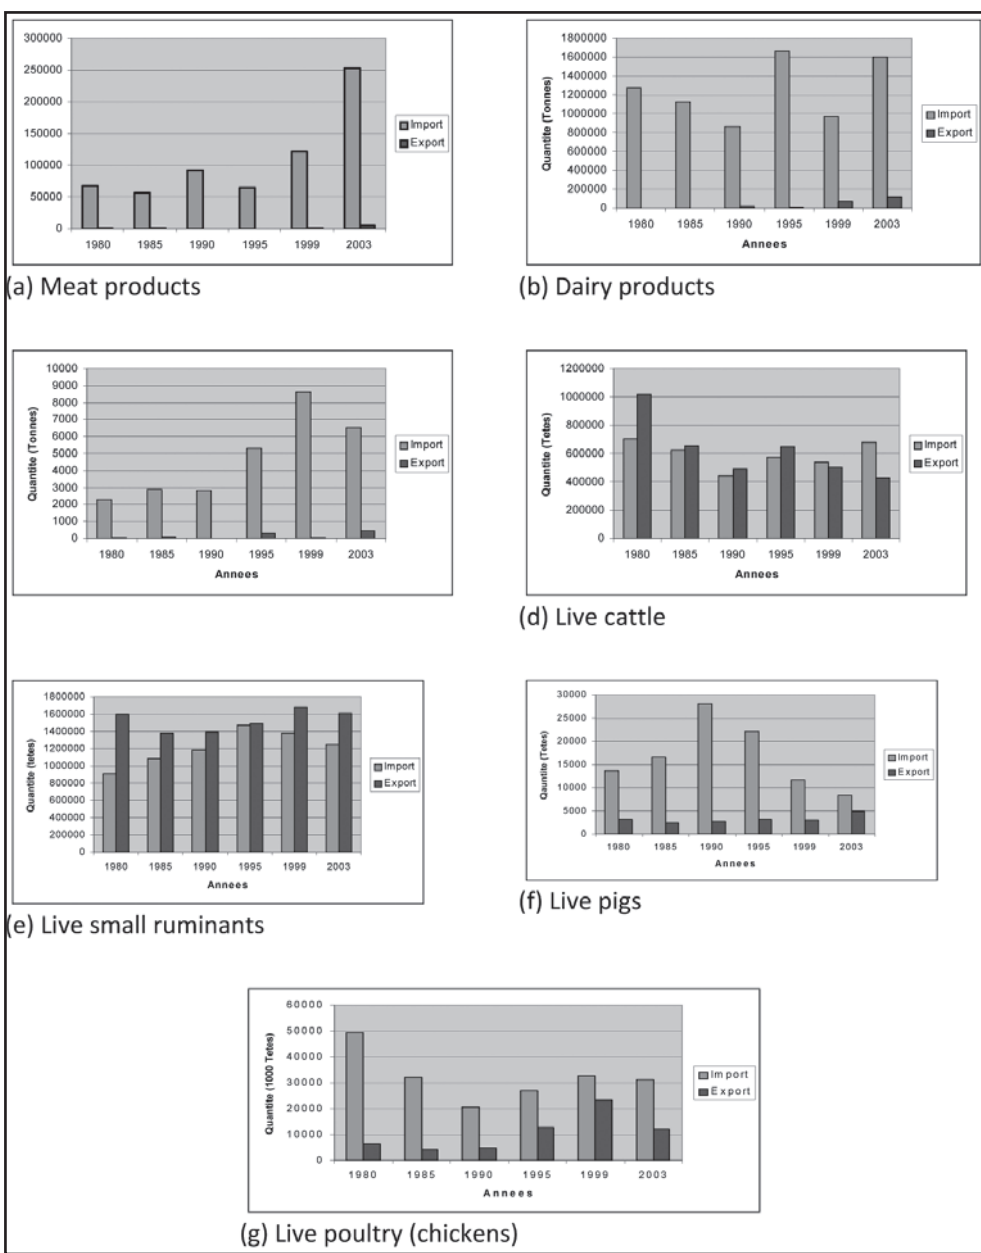 300000
250000
200000
150000
100000
50000
0
1980 1985 1990 1995 1999 2003
Import
Export
(a) Meat products
Quantite (Tonnes)
1800000
1600000
1400000
1200000
1000000
800000
600000
400000
200000
0
1980 1985 1990 1995 1999 2003
Annees
Import
Export
(b) Dairy products
Quantite (Tonnes)
10000
9000
8000
7000
6000
5000
4000
3000
2000
1000
0
1980 1985 1990 1995 1999 2003
Annees
Import
Export
Quantite (Tetes)
1200000
1000000
800000
600000
400000
200000
0
1980 1985 1990 1995 1999 2003
Annees
Import
Export
(d) Live cattle
Quantite (tetes)
1800000
1600000
1400000
1200000
1000000
800000
600000
400000
200000
0
1980 1985 1990 1995 1999 2003
Annees
Import
Export
(e) Live small ruminants
Qauntite (Tetes)
30000
25000
20000
15000
10000
5000
0
1980 1985 1990 1995 1999 2003
Annees
Import
Export
(f) Live pigs
Quantite (1000 Tetes)
60000
50000
40000
30000
20000
10000
0
1980 1985 1990 1995 1999 2003
Annees
Import
Export
(g) Live poultry (chickens)